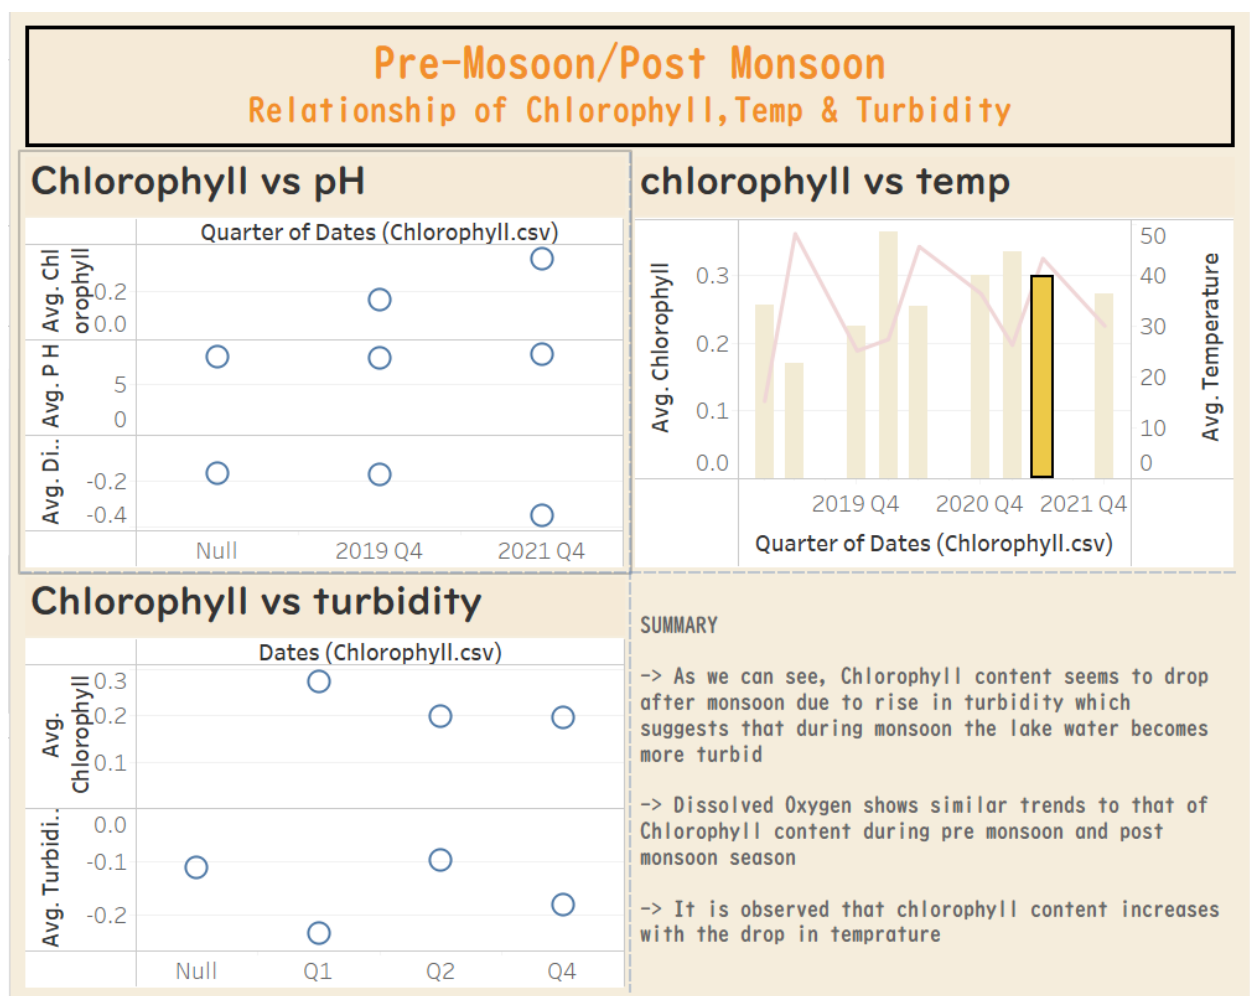 Pre-Mosoon/Post Monsoon
Relationship of Chlorophyll,Temp & Turbidity
Chlorophyll vs pH
Quarter of Dates (Chlorophyll.csv)
Avg. Chl
orophyll
0.2
0.0
Avg. P H
5
0
Avg. Di..
-0.2
-0.4
Null
2019 Q4
2021 Q4
chlorophyll vs temp
Avg. Chlorophyll
0.3
0.2
0.1
0.0
50
40
30
20
10
0
Avg. Temperature
2019 Q4
2020 Q4
2021 Q4
Quarter of Dates (Chlorophyll.csv)
Chlorophyll vs turbidity
Dates (Chlorophyll.csv)
Avg.
Chlorophyll
0.3
0.2
0.1
Avg. Turbidi..
0.0
-0.1
-0.2
Null
Q1
Q2
Q4
SUMMARY
-> As we can see, Chlorophyll content seems to drop
after monsoon due to rise in turbidity which
suggests that during monsoon the lake water becomes
more turbid
-> Dissolved Oxygen shows similar trends to that of
Chlorophyll content during pre monsoon and post
monsoon season
-> It is observed that chlorophyll content increases
with the drop in temprature